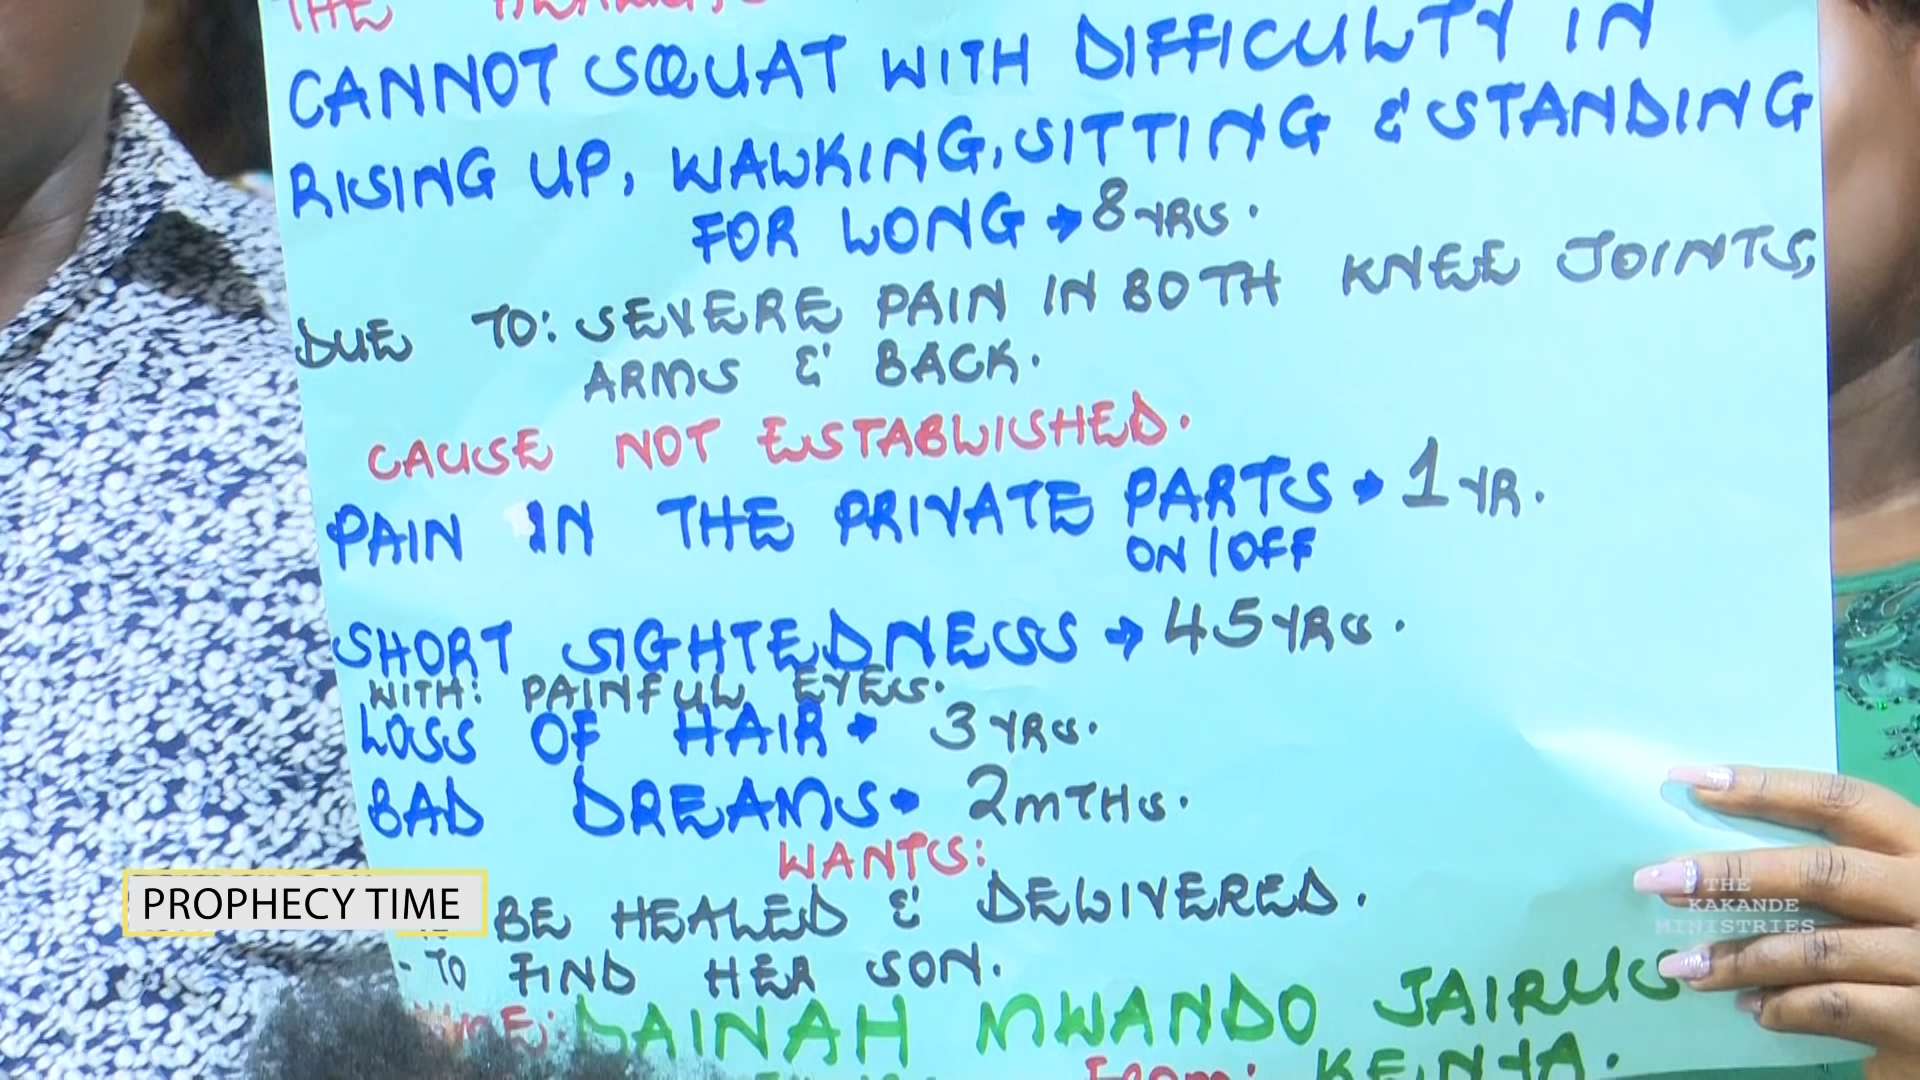 THE
CANNOT SQUAT WITH DIFFICULTY IN
RISING UP, WALKING, SITTING & STANDING
FOR LONG → 8 YRS.
DUE TO: SEVERE PAIN IN BOTH KNEE JOINTS,
ARMS & BACK.
CAUSE NOT ESTABLISHED.
PAIN IN THE PRIVATE PARTS → 1 YR.
ON / OFF
SHORT SIGHTEDNESS → 45 YRS.
WITH: PAINFUL EYES.
LOSS OF HAIR → 3 YRS.
BAD DREAMS → 2 MTHS.
WANTS:
BE HEALED & DELIVERED.
- TO FIND HER SON.
DAINAH MWANDO JAIRUS
From: KENYA.
PROPHECY TIME
THE
KAKANDE
MINISTRIES